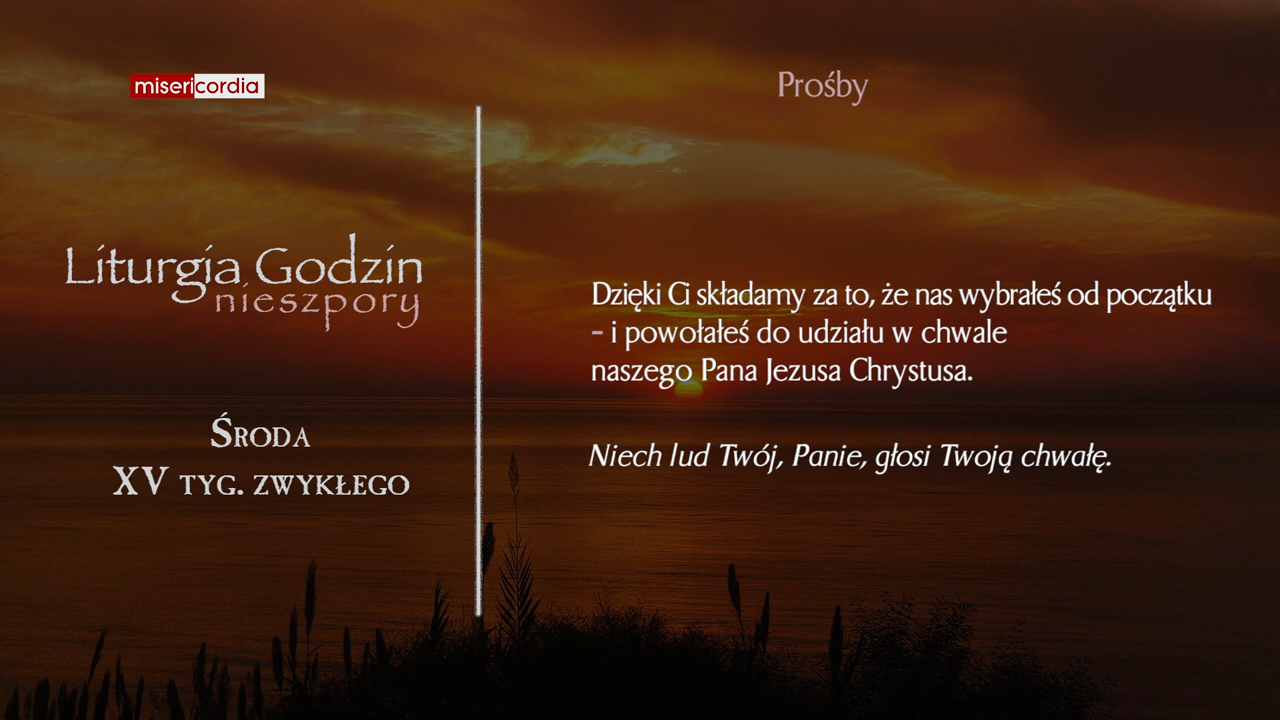 misericordia
Prośby
Liturgia Godzin
nieszpory
Środa
XV tyg. zwykłego
Dzięki Ci składamy za to, że nas wybrałeś od początku
– i powołałeś do udziału w chwale
naszego Pana Jezusa Chrystusa.
Niech lud Twój, Panie, głosi Twoją chwałę.